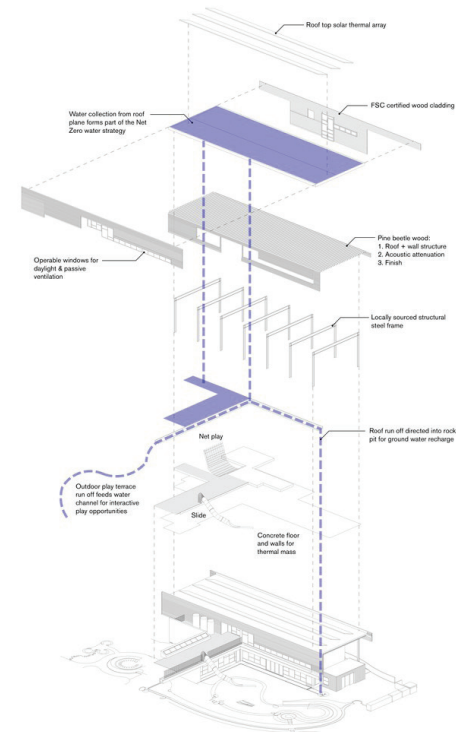 Roof top solar thermal array
FSC certified wood cladding
Water collection from roof
plane forms part of the Net
Zero water strategy
Pine beetle wood:
1. Roof + wall structure
2. Acoustic attenuation
3. Finish
Operable windows for
daylight & passive
ventilation
Locally sourced structural
steel frame
Roof run off directed into rock
pit for ground water recharge
Net play
Outdoor play terrace
run off feeds water
channel for interactive
play opportunities
Slide
Concrete floor
and walls for
thermal mass